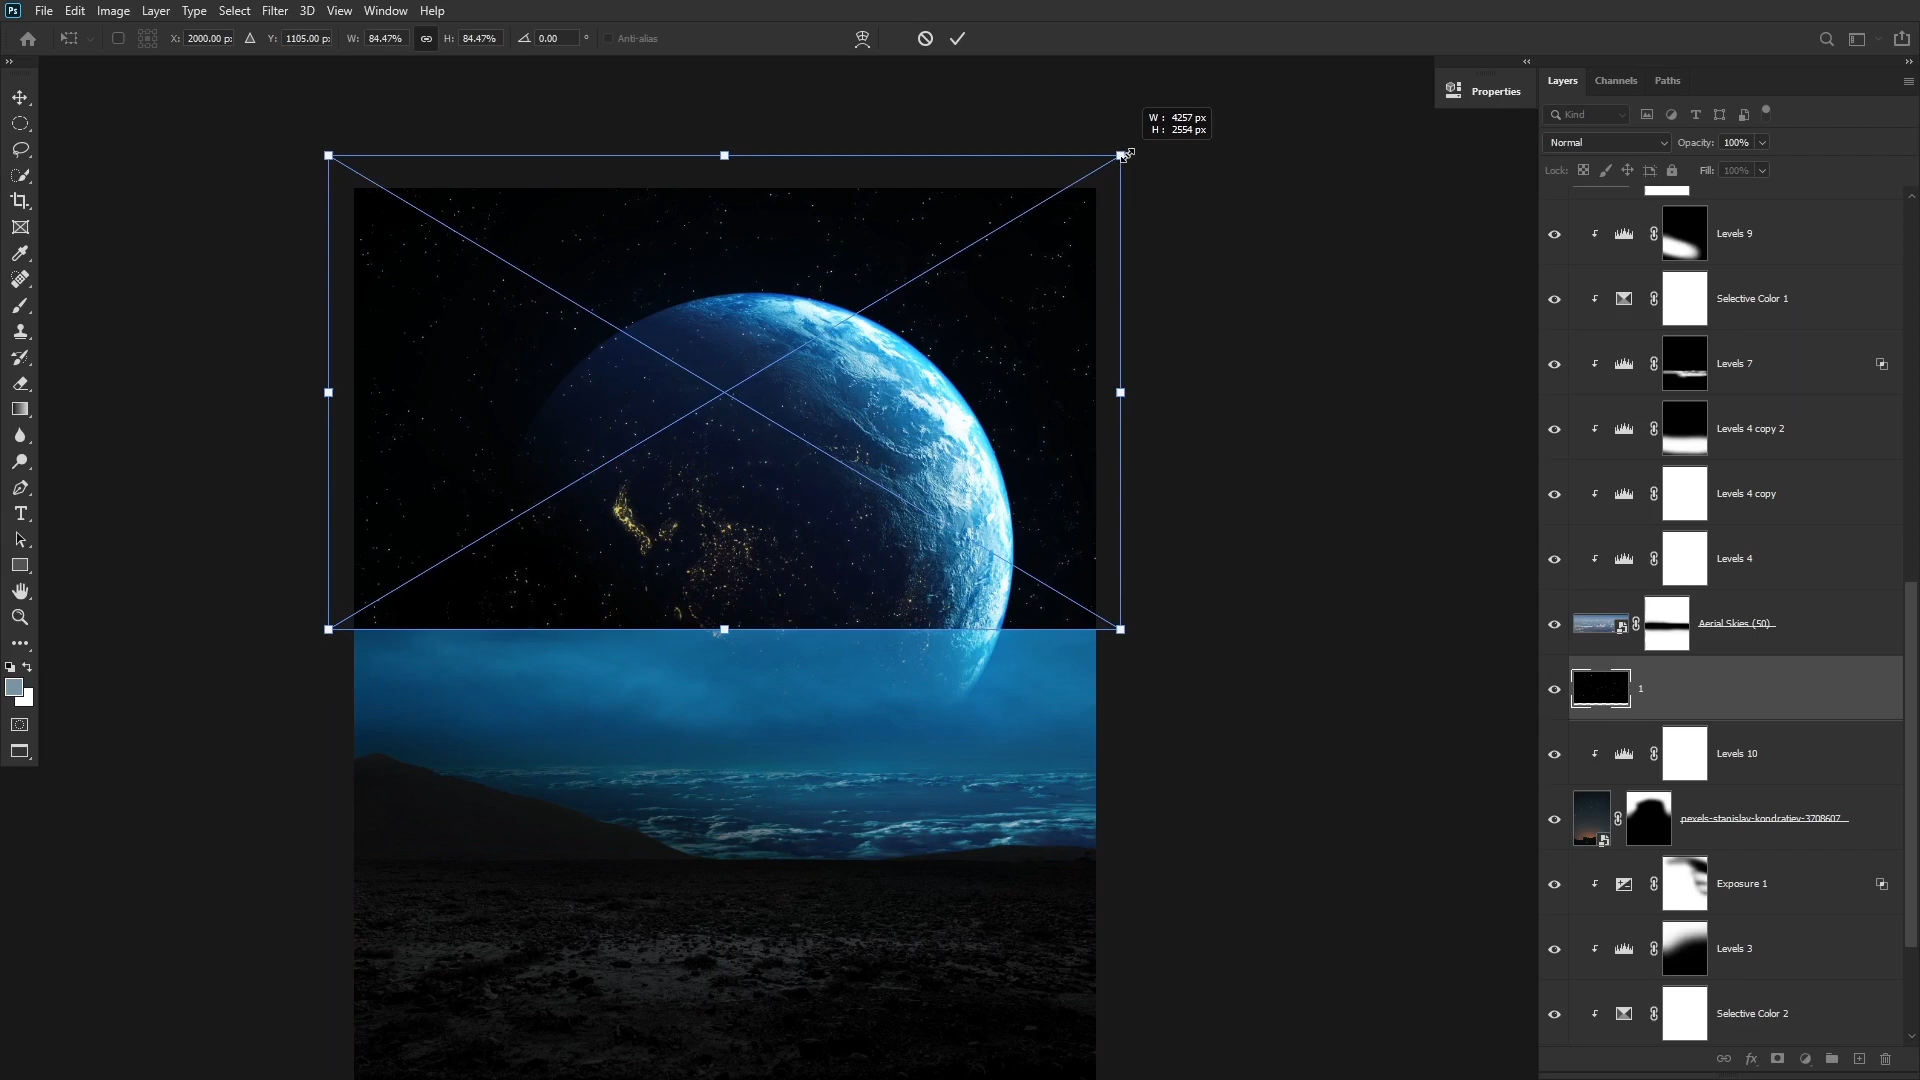 Ps File Edit Image Layer Type Select Filter 3D View Window Help
X: 2000.00 px Y: 1105.00 px W: 84.47% H: 84.47% 0.00 ° Anti-alias
Properties
W : 4257 px
H : 2554 px
Layers Channels Paths
Kind
Normal Opacity: 100%
Lock: Fill: 100%
Levels 9
Selective Color 1
Levels 7
Levels 4 copy 2
Levels 4 copy
Levels 4
Aerial Skies (50)
1
Levels 10
pexels-stanislav-kondratiev-3708607
Exposure 1
Levels 3
Selective Color 2
fx